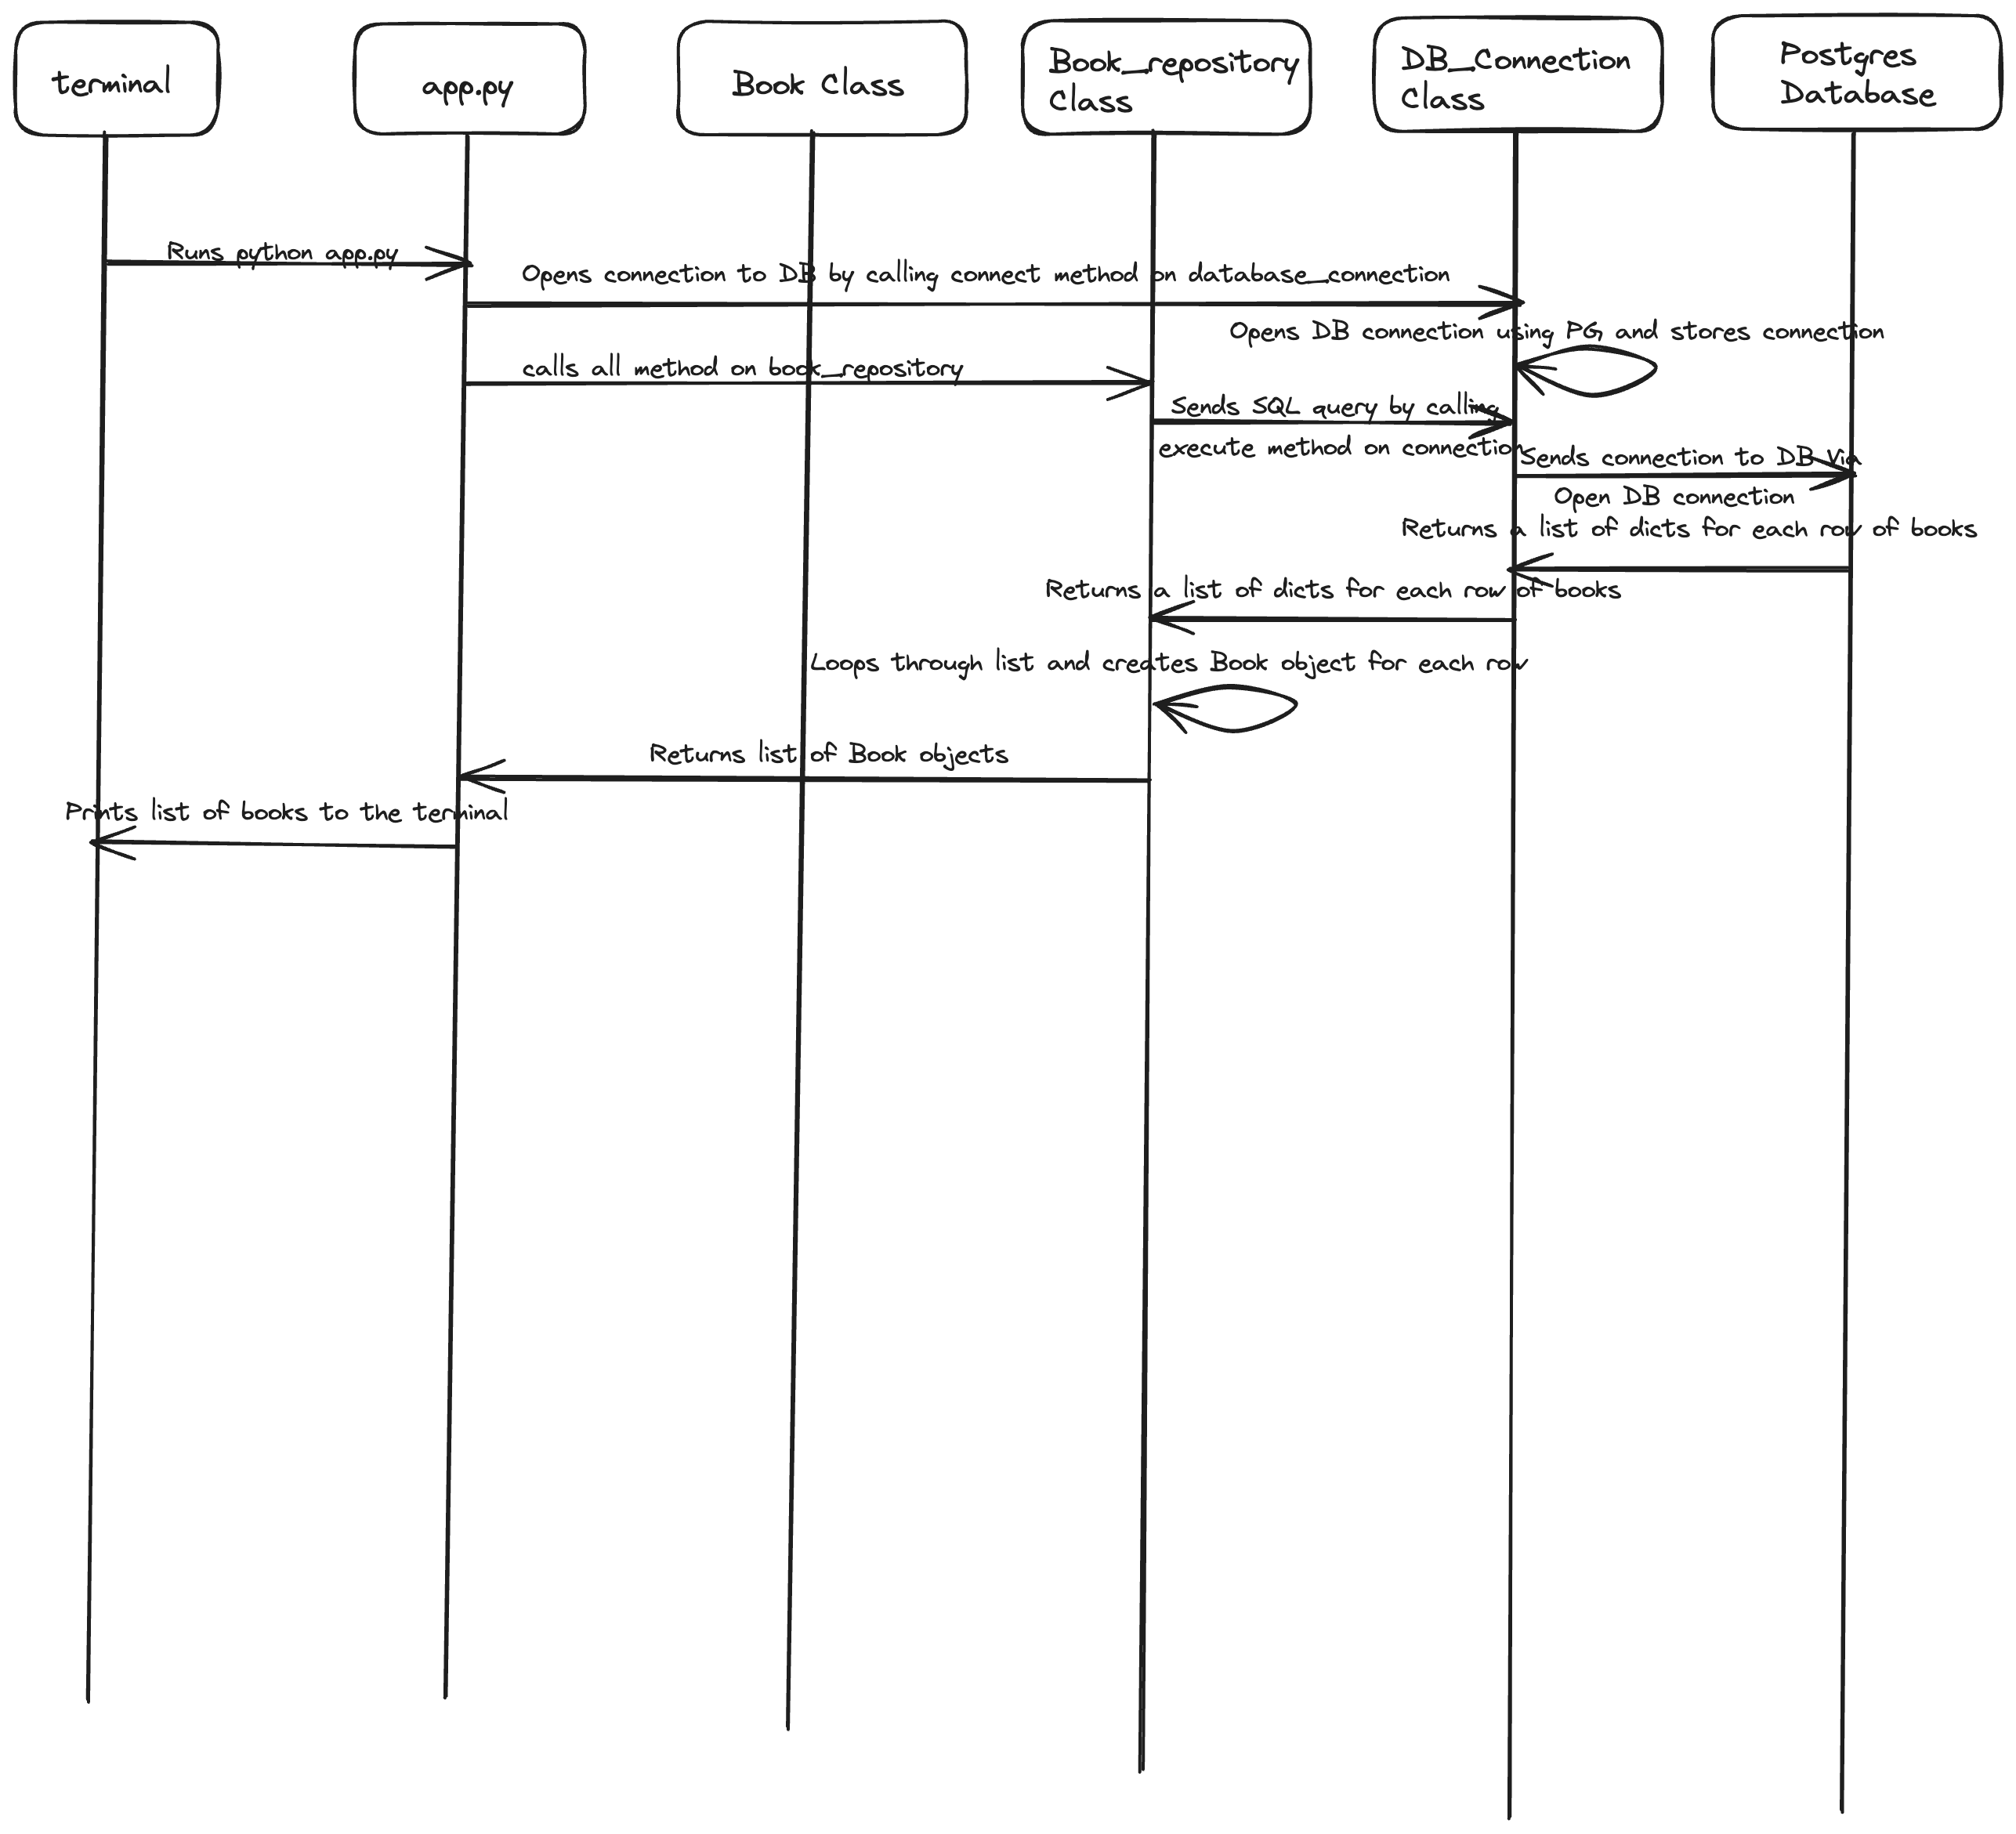 terminal
app.py
Book Class
Book_repository
Class
DB_Connection
Class
Postgres
Database
Runs python app.py
Opens connection to DB by calling connect method on database_connection
Opens DB connection using PG, and stores connection
calls all method on book_repository
Sends SQL query by calling
execute method on connection
Sends connection to DB via
Open DB connection
Returns a list of dicts for each row of books
Returns a list of dicts for each row of books
Loops through list and creates Book object for each row
Returns list of Book objects
Prints list of books to the terminal